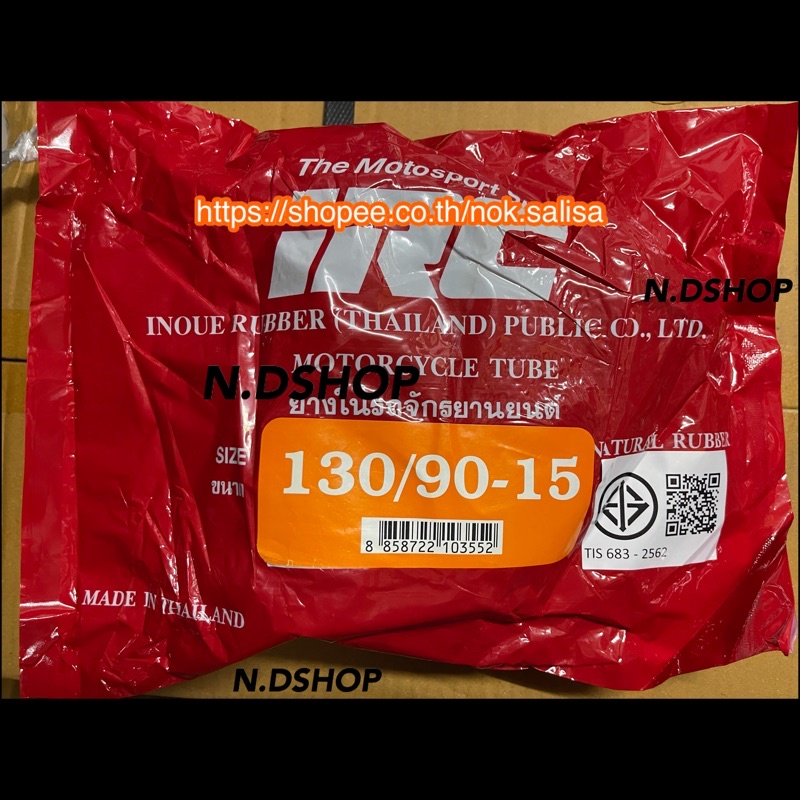 The Motosport
https://shopee.co.th/nok.salisa
IRC
N.DSHOP
INOUE RUBBER (THAILAND) PUBLIC CO., LTD.
MOTORCYCLE TUBE
N.DSHOP
ยางในรถจักรยานยนต์
NATURAL RUBBER
SIZE
ขนาด
130/90-15
8 858722 103552
TIS 683 - 2562
MADE IN THAILAND
N.DSHOP